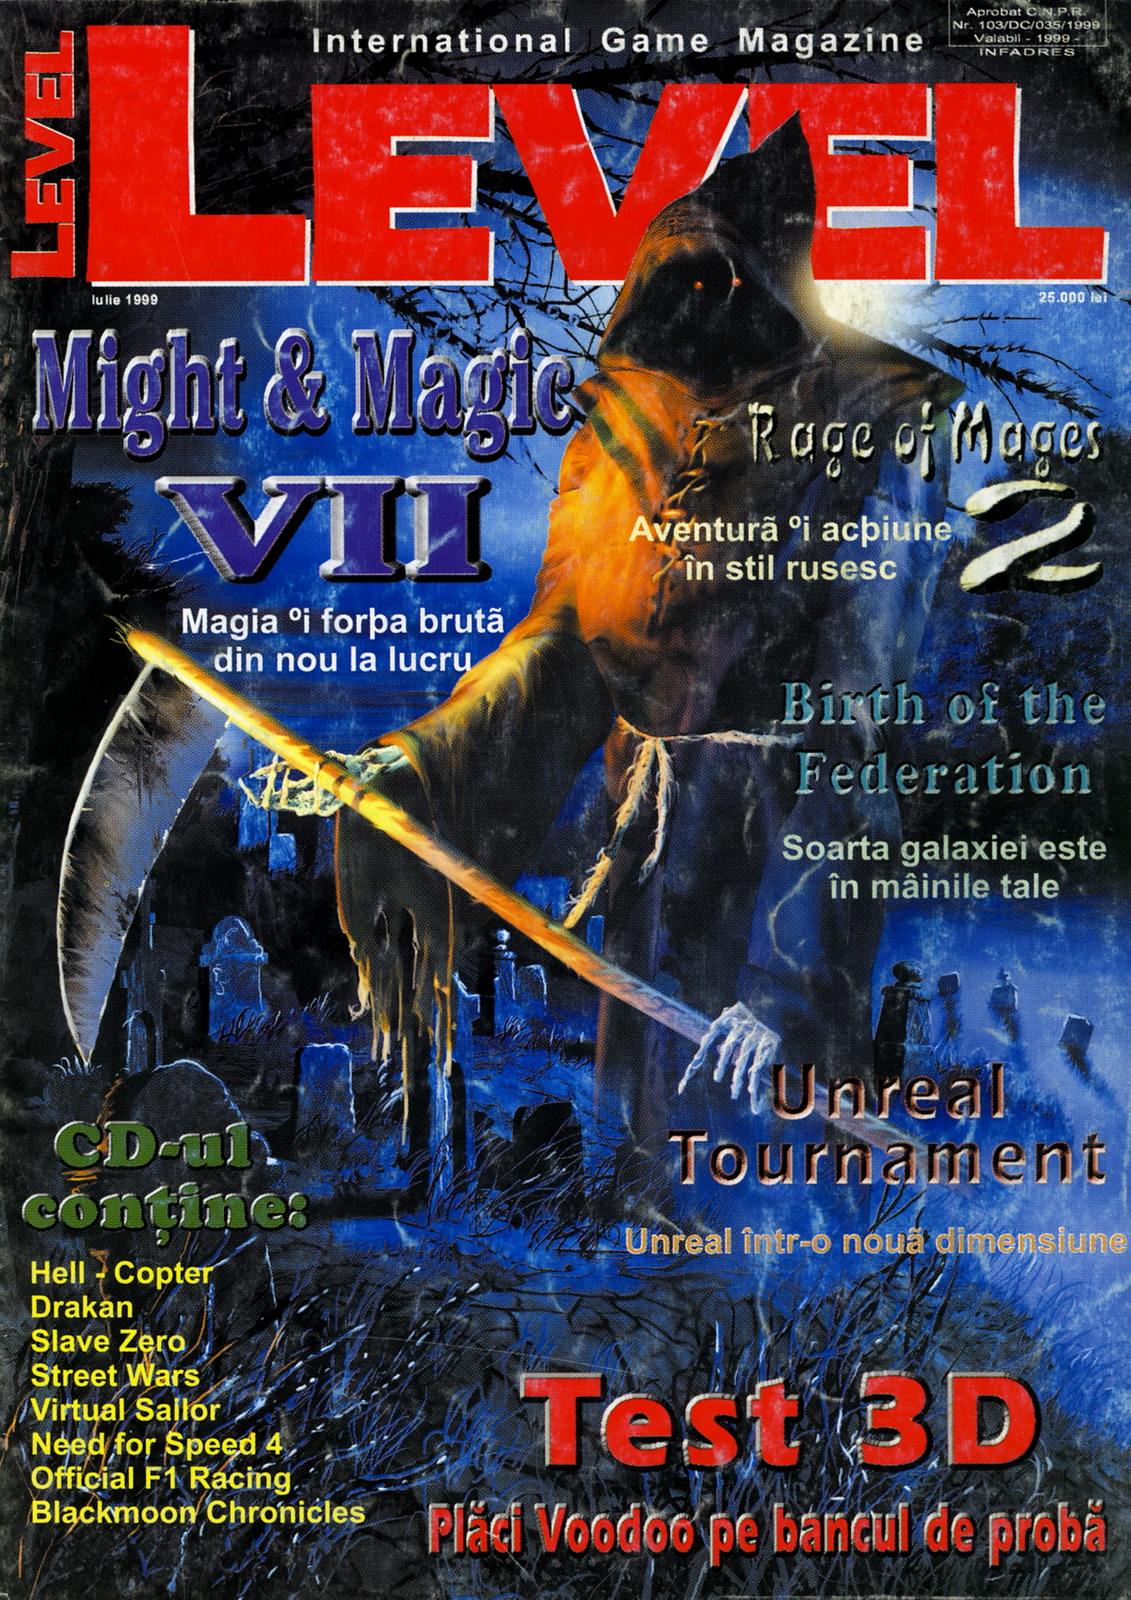 International Game Magazine
Aprobat C.N.P.R.
Nr. 103/DC/035/1999
Valabil - 1999 -
INFADRES
LEVEL
LEVEL
Iulie 1999
25.000 lei
Might & Magic
VII
Magia ºi forþa brutã
din nou la lucru
Rage of Mages
2
Aventurã ºi acþiune
în stil rusesc
Birth of the
Federation
Soarta galaxiei este
în mâinile tale
Unreal
Tournament
Unreal într-o nouã dimensiune
CD-ul
conţine:
Hell - Copter
Drakan
Slave Zero
Street Wars
Virtual Sailor
Need for Speed 4
Official F1 Racing
Blackmoon Chronicles
Test 3D
Plăci Voodoo pe bancul de probă